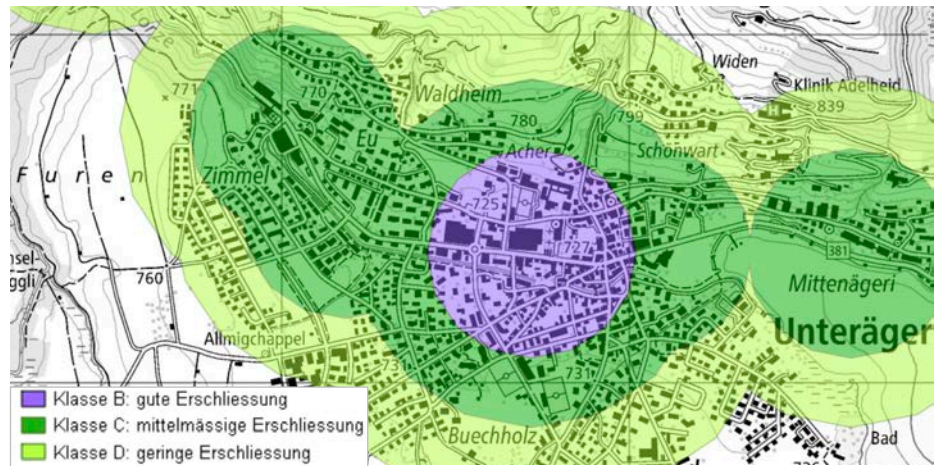 Widen
Klinik Adelheid
771
770
Waldheim
799
839
780
Eu
Acher
Schönwart
Furen
Zimmel
725
727
381
760
Mittenägeri
Allmigchappel
Unteräger
731
Klasse B: gute Erschliessung
Klasse C: mittelmässige Erschliessung
Klasse D: geringe Erschliessung
Buechholz
Bad